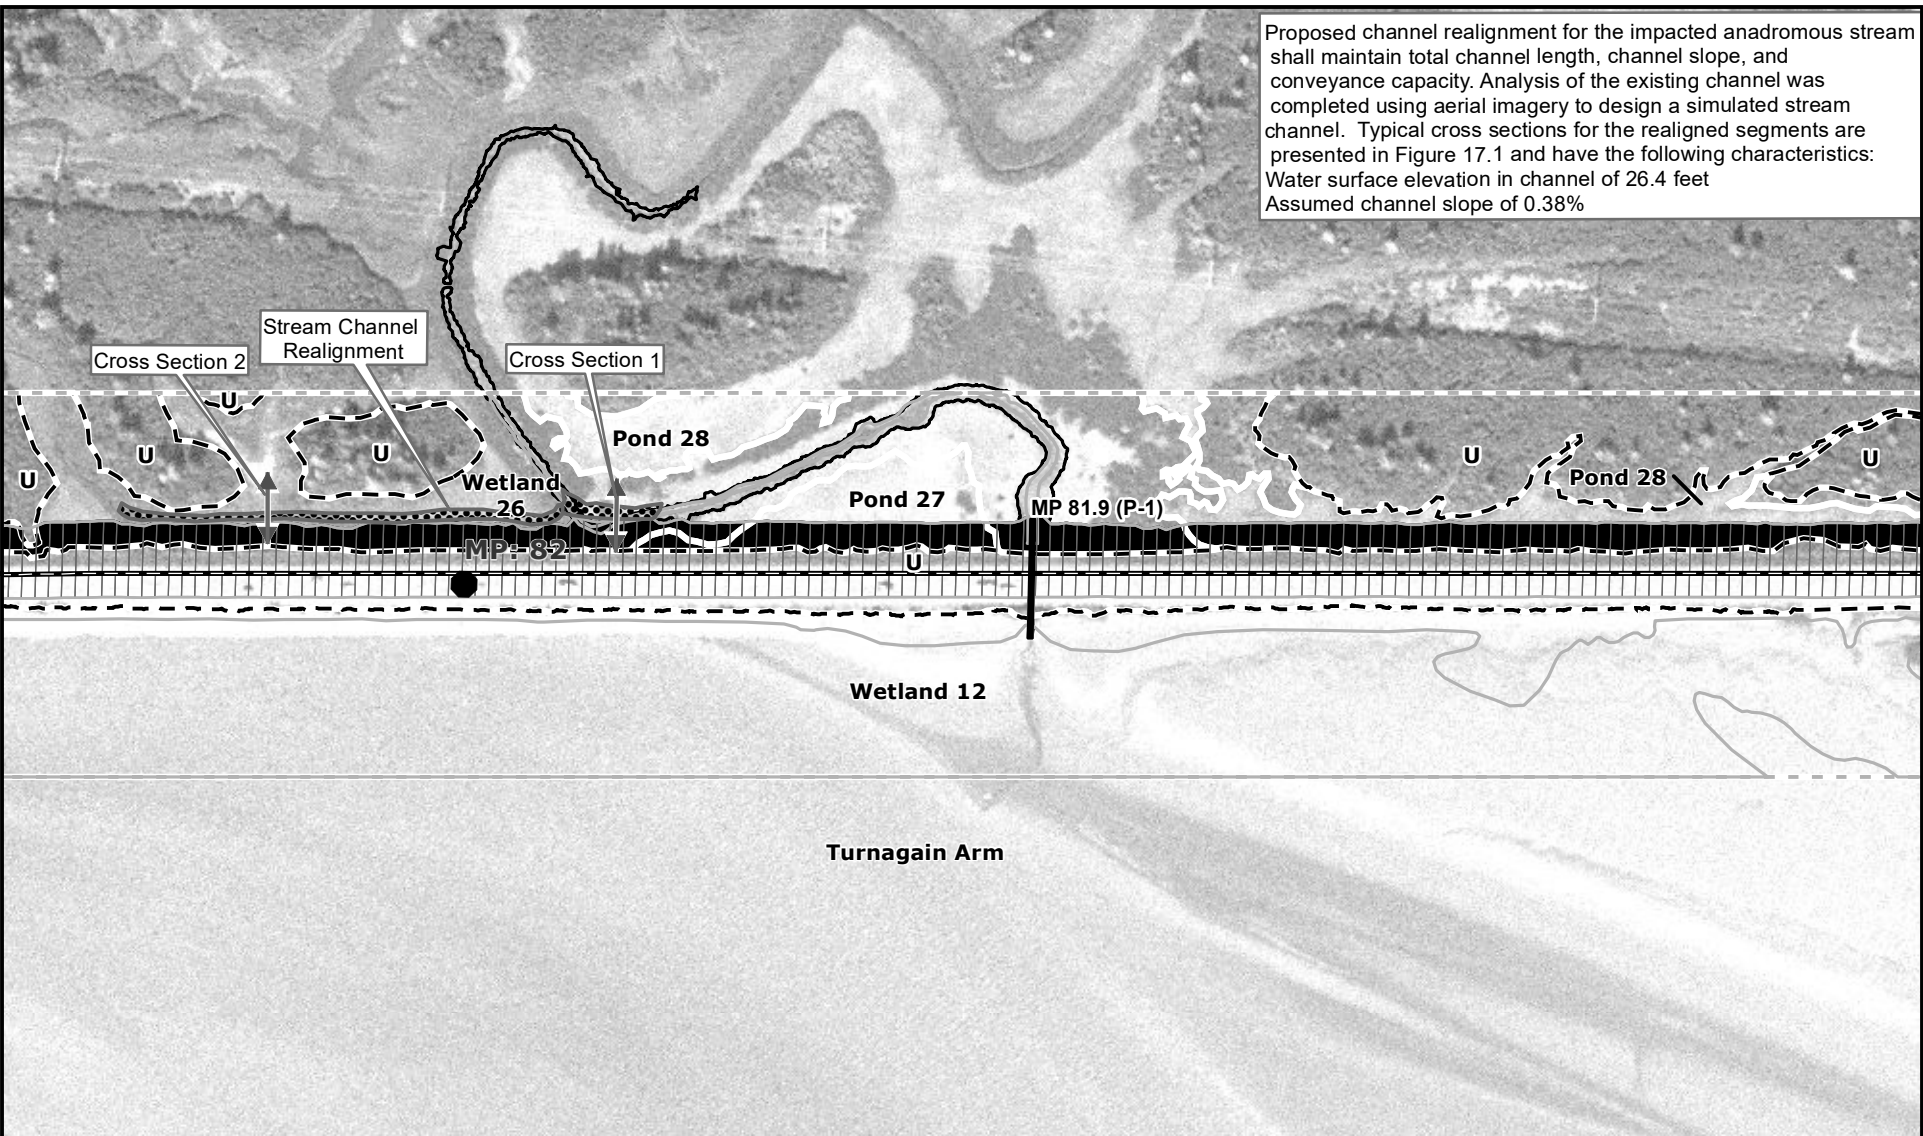 Proposed channel realignment for the impacted anadromous stream
shall maintain total channel length, channel slope, and
conveyance capacity. Analysis of the existing channel was
completed using aerial imagery to design a simulated stream
channel. Typical cross sections for the realigned segments are
presented in Figure 17.1 and have the following characteristics:
Water surface elevation in channel of 26.4 feet
Assumed channel slope of 0.38%
Stream Channel
Realignment
Cross Section 2
Cross Section 1
U
Pond 28
U
U
U
U
U
Pond 28
Wetland
26
Pond 27
MP 81.9 (P-1)
MP: 82
U
Wetland 12
Turnagain Arm